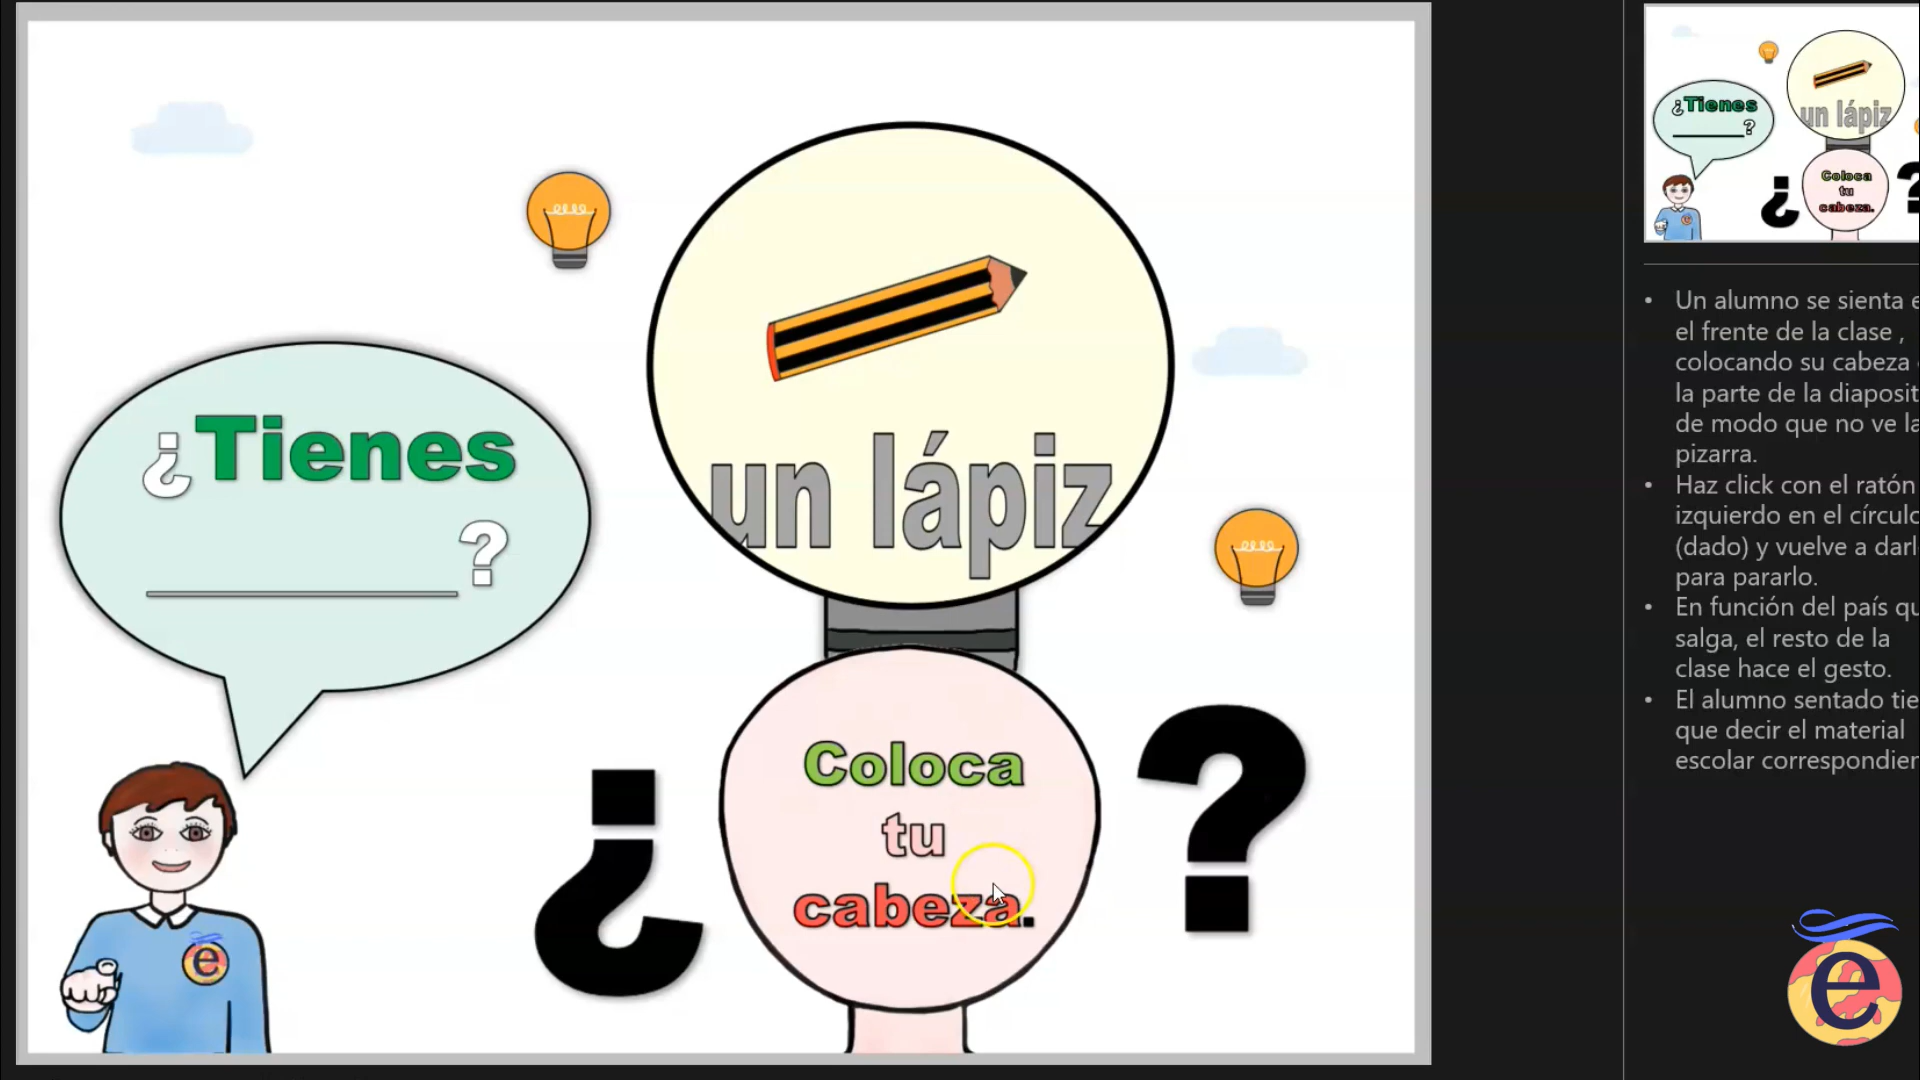 ¿Tienes
?
un lápiz
Coloca
tu
cabeza.
¿
?
e
¿Tienes
?
un lápiz
Coloca
tu
cabeza.
¿
?
• Un alumno se sienta e
el frente de la clase ,
colocando su cabeza
la parte de la diaposit
de modo que no ve la
pizarra.
• Haz click con el ratón
izquierdo en el círculo
(dado) y vuelve a darl
para pararlo.
• En función del país qu
salga, el resto de la
clase hace el gesto.
• El alumno sentado tie
que decir el material
escolar correspondien
e